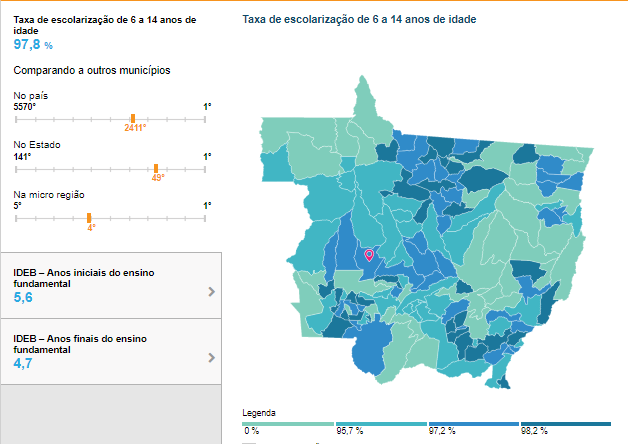 Taxa de escolarização de 6 a 14 anos de
idade
97,8 %
Comparando a outros municípios
No país
5570° 1°
2411°
No Estado
141° 1°
49°
Na micro região
5° 1°
4°
IDEB – Anos iniciais do ensino
fundamental
5,6
IDEB – Anos finais do ensino
fundamental
4,7
Taxa de escolarização de 6 a 14 anos de idade
Legenda
0 % 96,7 % 97,2 % 98,2 %